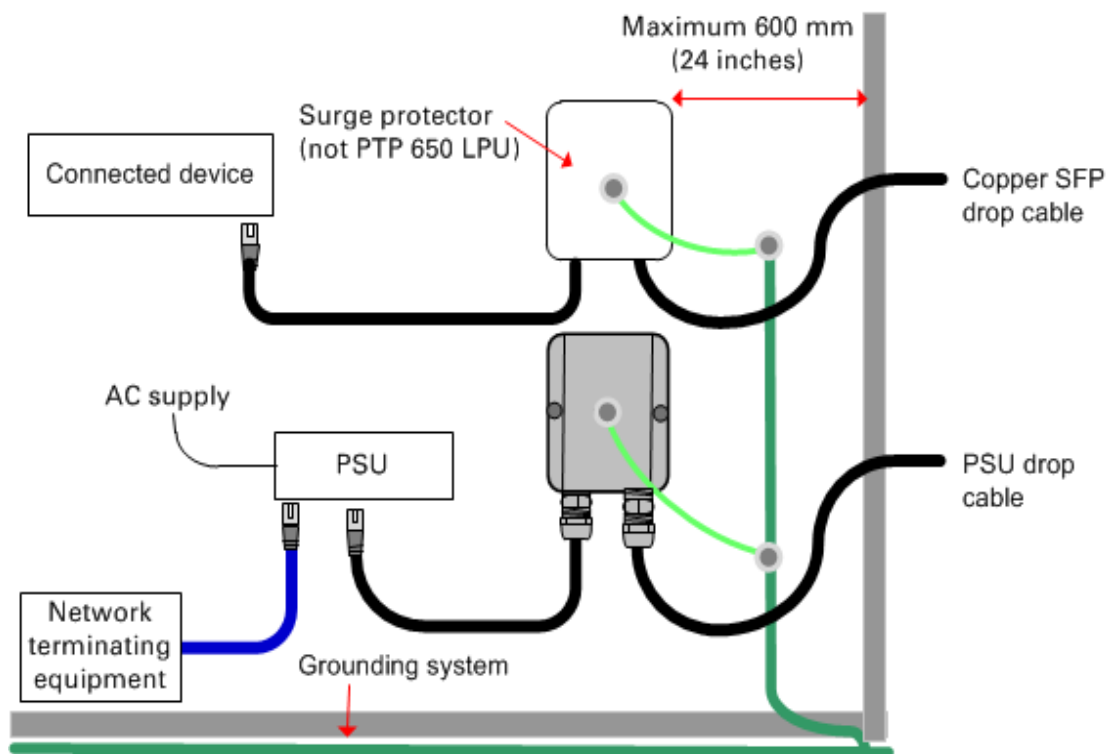 Maximum 600 mm
(24 inches)
Surge protector
(not PTP 650 LPU)
Connected device
Copper SFP
drop cable
AC supply
PSU
PSU drop
cable
Network
terminating
equipment
Grounding system